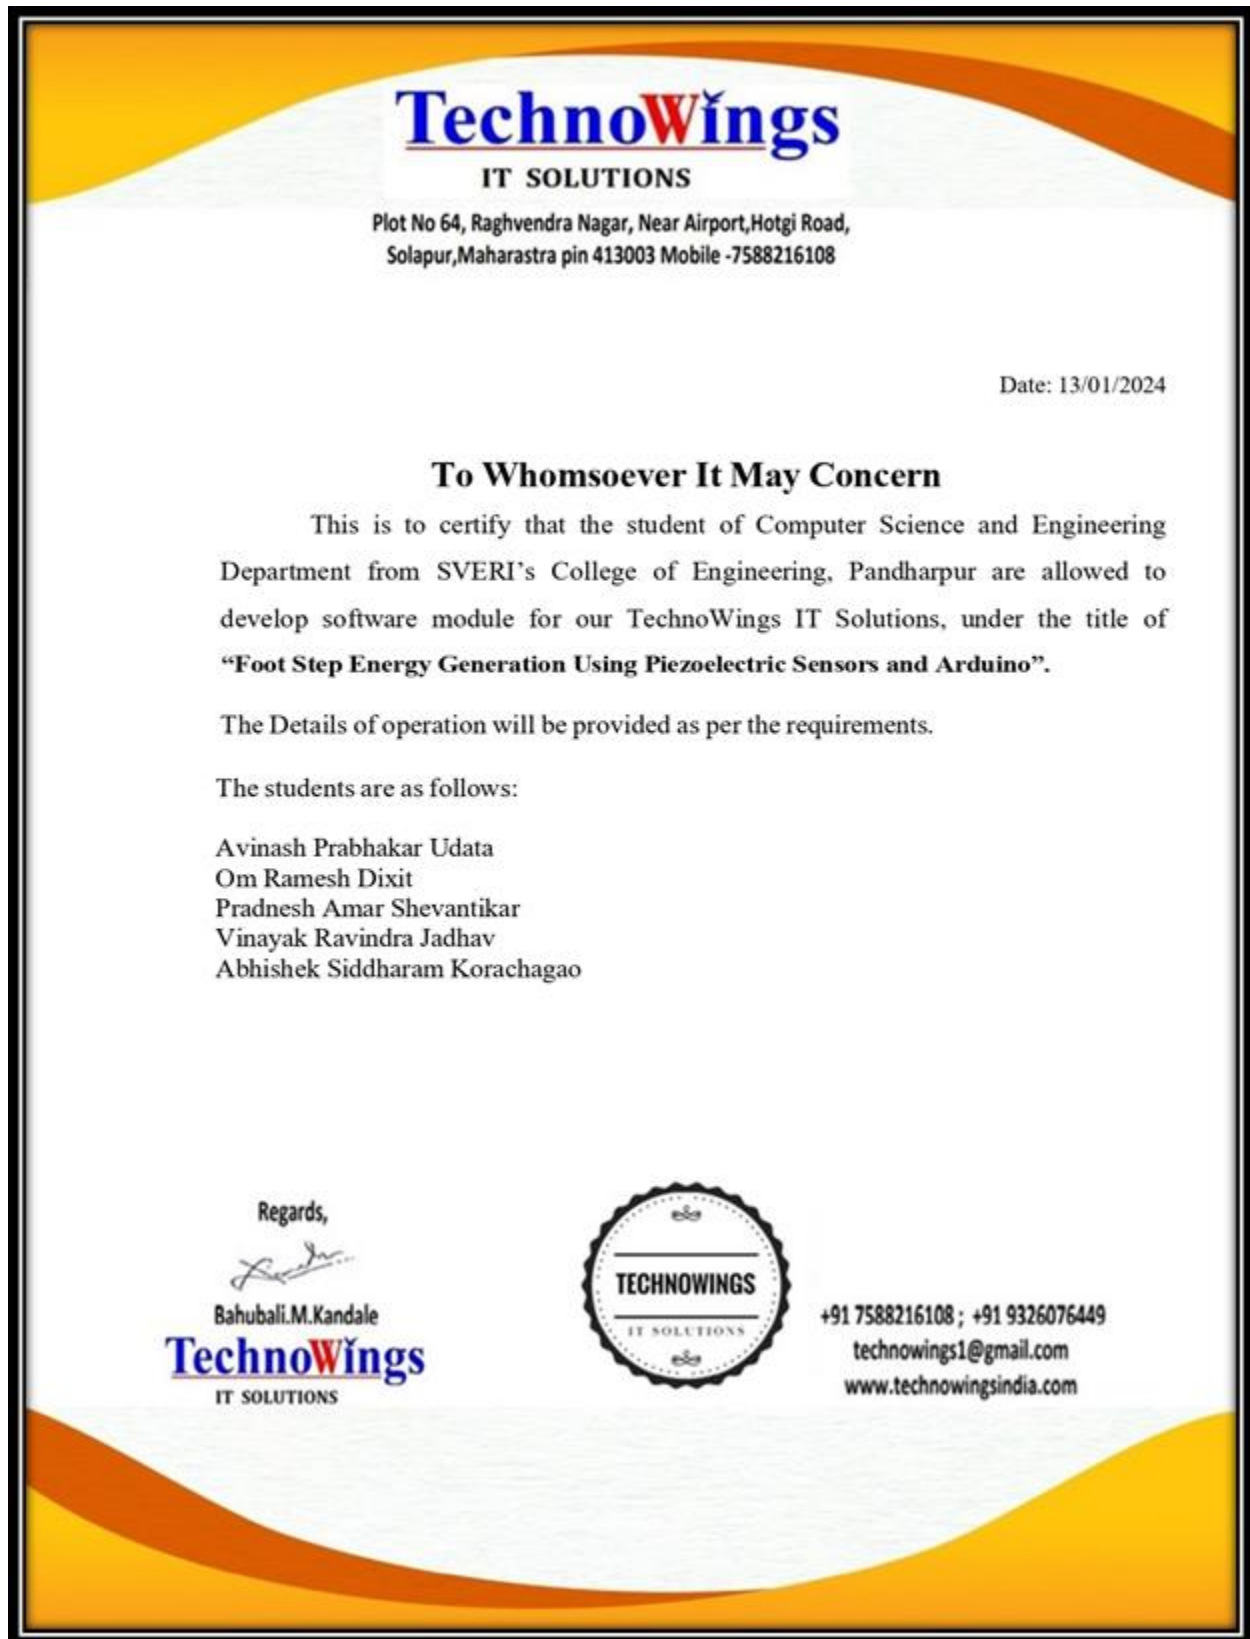 TechnoWings
IT SOLUTIONS
Plot No 64, Raghvendra Nagar, Near Airport,Hotgi Road,
Solapur,Maharastra pin 413003 Mobile -7588216108
Date: 13/01/2024
To Whomsoever It May Concern
This is to certify that the student of Computer Science and Engineering
Department from SVERI’s College of Engineering, Pandharpur are allowed to
develop software module for our TechnoWings IT Solutions, under the title of
“Foot Step Energy Generation Using Piezoelectric Sensors and Arduino”.
The Details of operation will be provided as per the requirements.
The students are as follows:
Avinash Prabhakar Udata
Om Ramesh Dixit
Pradnesh Amar Shevantikar
Vinayak Ravindra Jadhav
Abhishek Siddharam Korachagao
Regards,
Bahubali.M.Kandale
TechnoWings
IT SOLUTIONS
TECHNOWINGS
IT SOLUTIONS
+91 7588216108 ; +91 9326076449
technowings1@gmail.com
www.technowingsindia.com